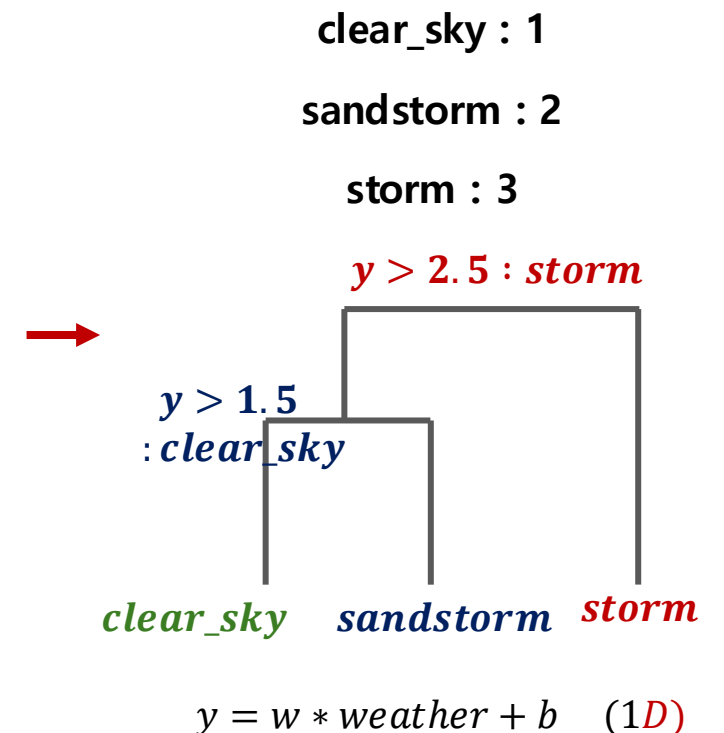 clear_sky : 1
sandstorm : 2
storm : 3
y > 2.5 : storm
y > 1.5
: clear_sky
clear_sky sandstorm storm
y = w * weather + b (1D)